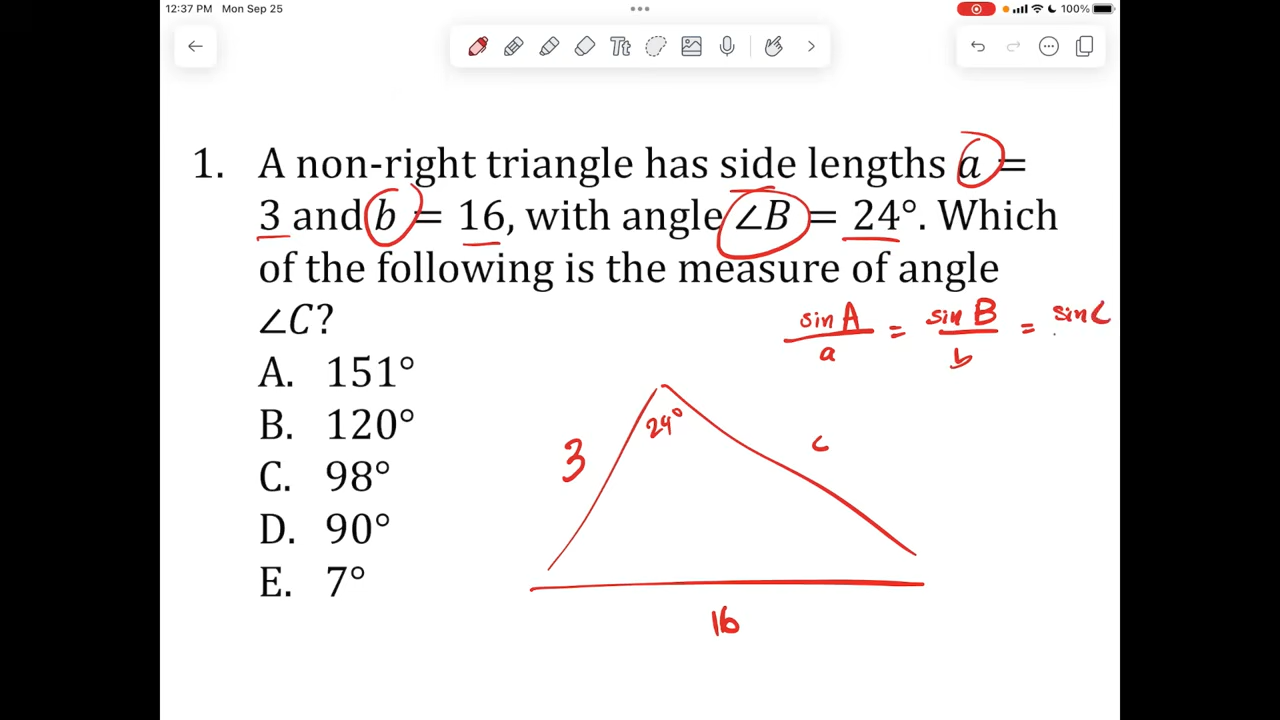 12:37 PM Mon Sep 25
100%
Tt
1. A non-right triangle has side lengths a =
3 and b = 16, with angle ∠B = 24°. Which
of the following is the measure of angle
∠C?
sin A / a = sin B / b = sin C
A. 151°
B. 120°
C. 98°
D. 90°
E. 7°
24°
3
c
16